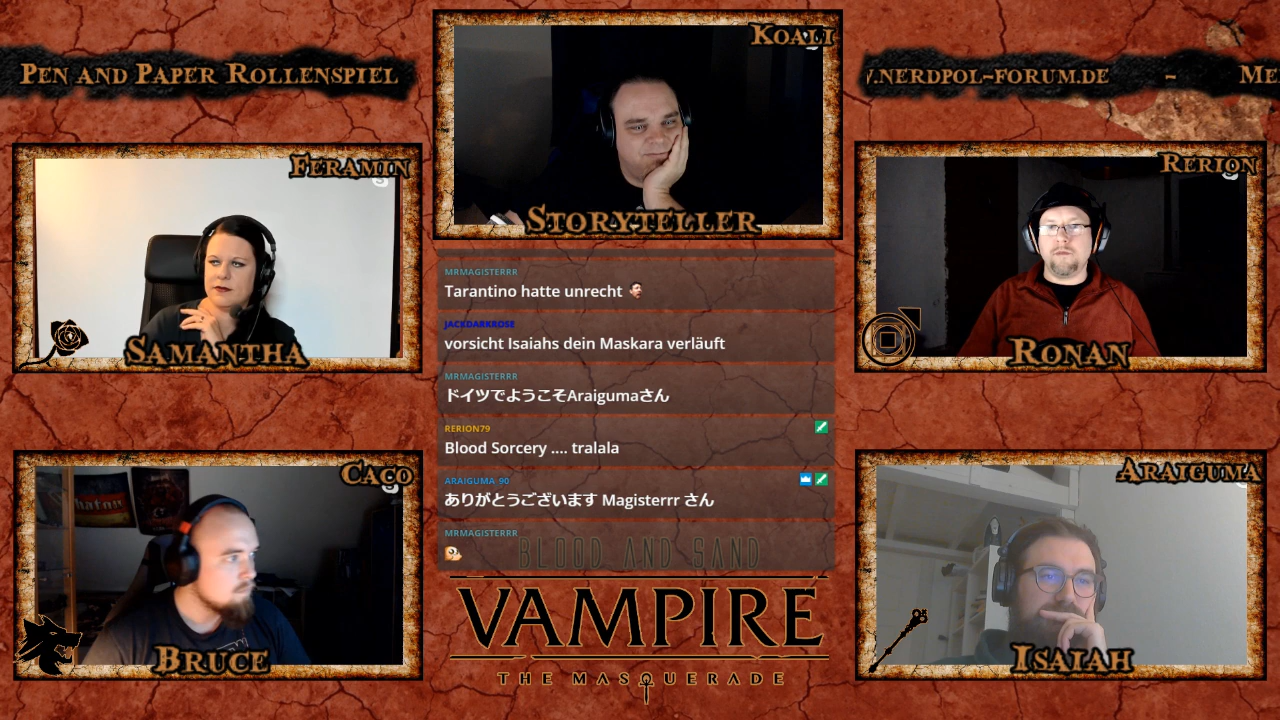 KOALI
PEN AND PAPER ROLLENSPIEL
.NERDPOL-FORUM.DE - ME
FERAMIN
RERION
STORYTELLER
MRMAGISTERRR
Tarantino hatte unrecht
JACKDARKROSE
vorsicht Isaiahs dein Maskara verläuft
SAMANTHA
RONAN
MRMAGISTERRR
ドイツでようこそAraigumaさん
RERION79
Blood Sorcery .... tralala
CACO
ARAIGUMA
ARAIGUMA_90
ありがとうございます Magisterrr さん
MRMAGISTERRR
BLOOD AND SAND
VAMPIRE
THE MASQUERADE
BRUCE
ISAIAH